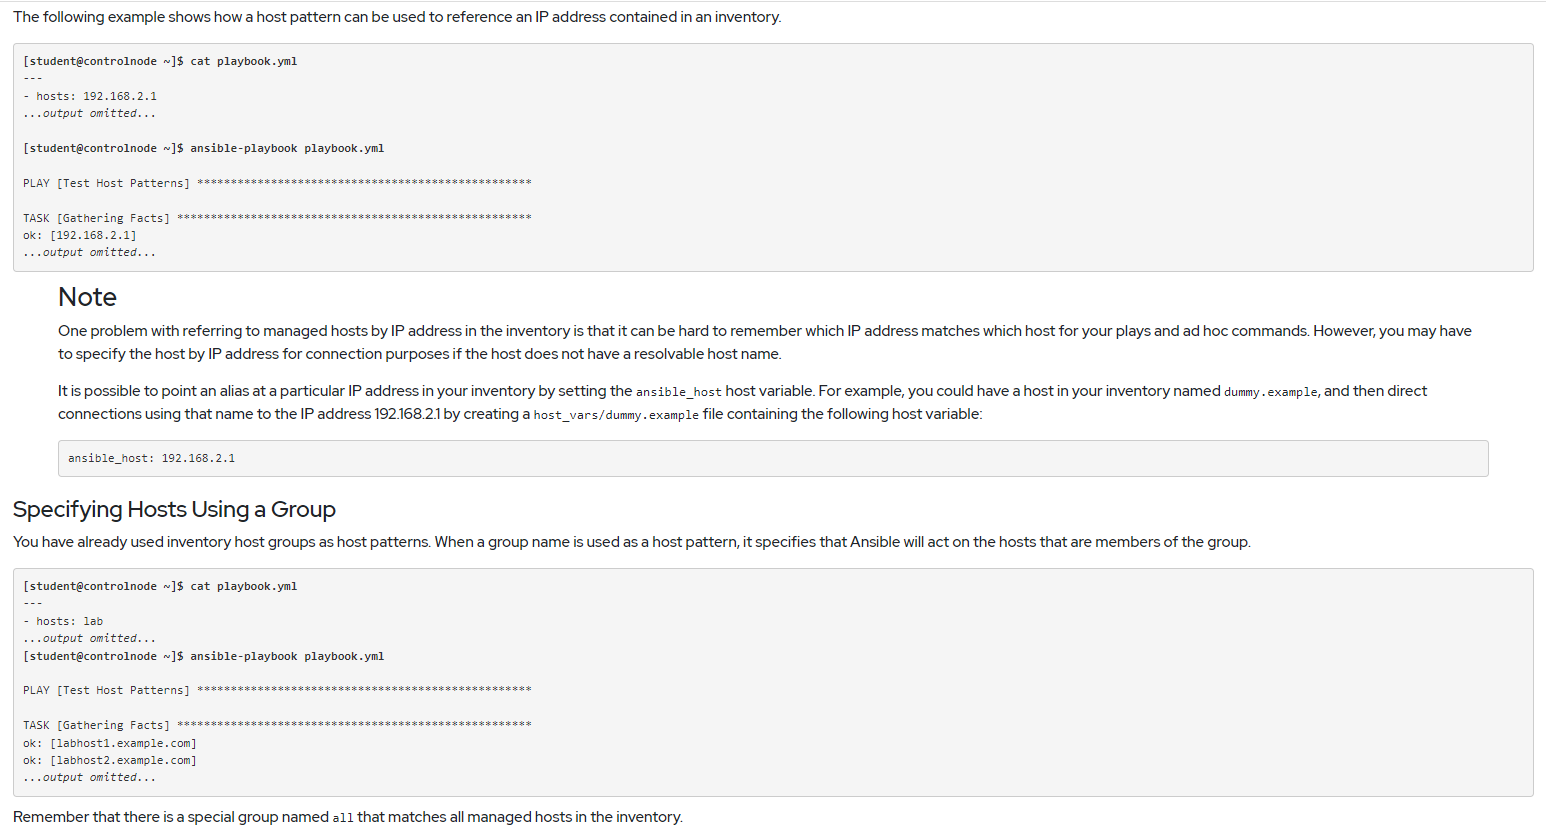 The following example shows how a host pattern can be used to reference an IP address contained in an inventory.
[student@controlnode ~]$ cat playbook.yml
---
- hosts: 192.168.2.1
...output omitted...
[student@controlnode ~]$ ansible-playbook playbook.yml
PLAY [Test Host Patterns] **************************************************
TASK [Gathering Facts] *****************************************************
ok: [192.168.2.1]
...output omitted...
Note
One problem with referring to managed hosts by IP address in the inventory is that it can be hard to remember which IP address matches which host for your plays and ad hoc commands. However, you may have
to specify the host by IP address for connection purposes if the host does not have a resolvable host name.
It is possible to point an alias at a particular IP address in your inventory by setting the ansible_host host variable. For example, you could have a host in your inventory named dummy.example, and then direct
connections using that name to the IP address 192.168.2.1 by creating a host_vars/dummy.example file containing the following host variable:
ansible_host: 192.168.2.1
Specifying Hosts Using a Group
You have already used inventory host groups as host patterns. When a group name is used as a host pattern, it specifies that Ansible will act on the hosts that are members of the group.
[student@controlnode ~]$ cat playbook.yml
---
- hosts: lab
...output omitted...
[student@controlnode ~]$ ansible-playbook playbook.yml
PLAY [Test Host Patterns] **************************************************
TASK [Gathering Facts] *****************************************************
ok: [labhost1.example.com]
ok: [labhost2.example.com]
...output omitted...
Remember that there is a special group named all that matches all managed hosts in the inventory.